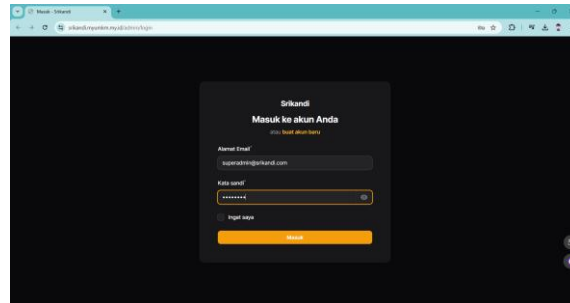 Masuk - Srikandi
srikandi.myunkim.my.id/admin/login
Srikandi
Masuk ke akun Anda
atau buat akun baru
Alamat Email*
superadmin@srikandi.com
Kata sandi*
••••••••
Ingat saya
Masuk